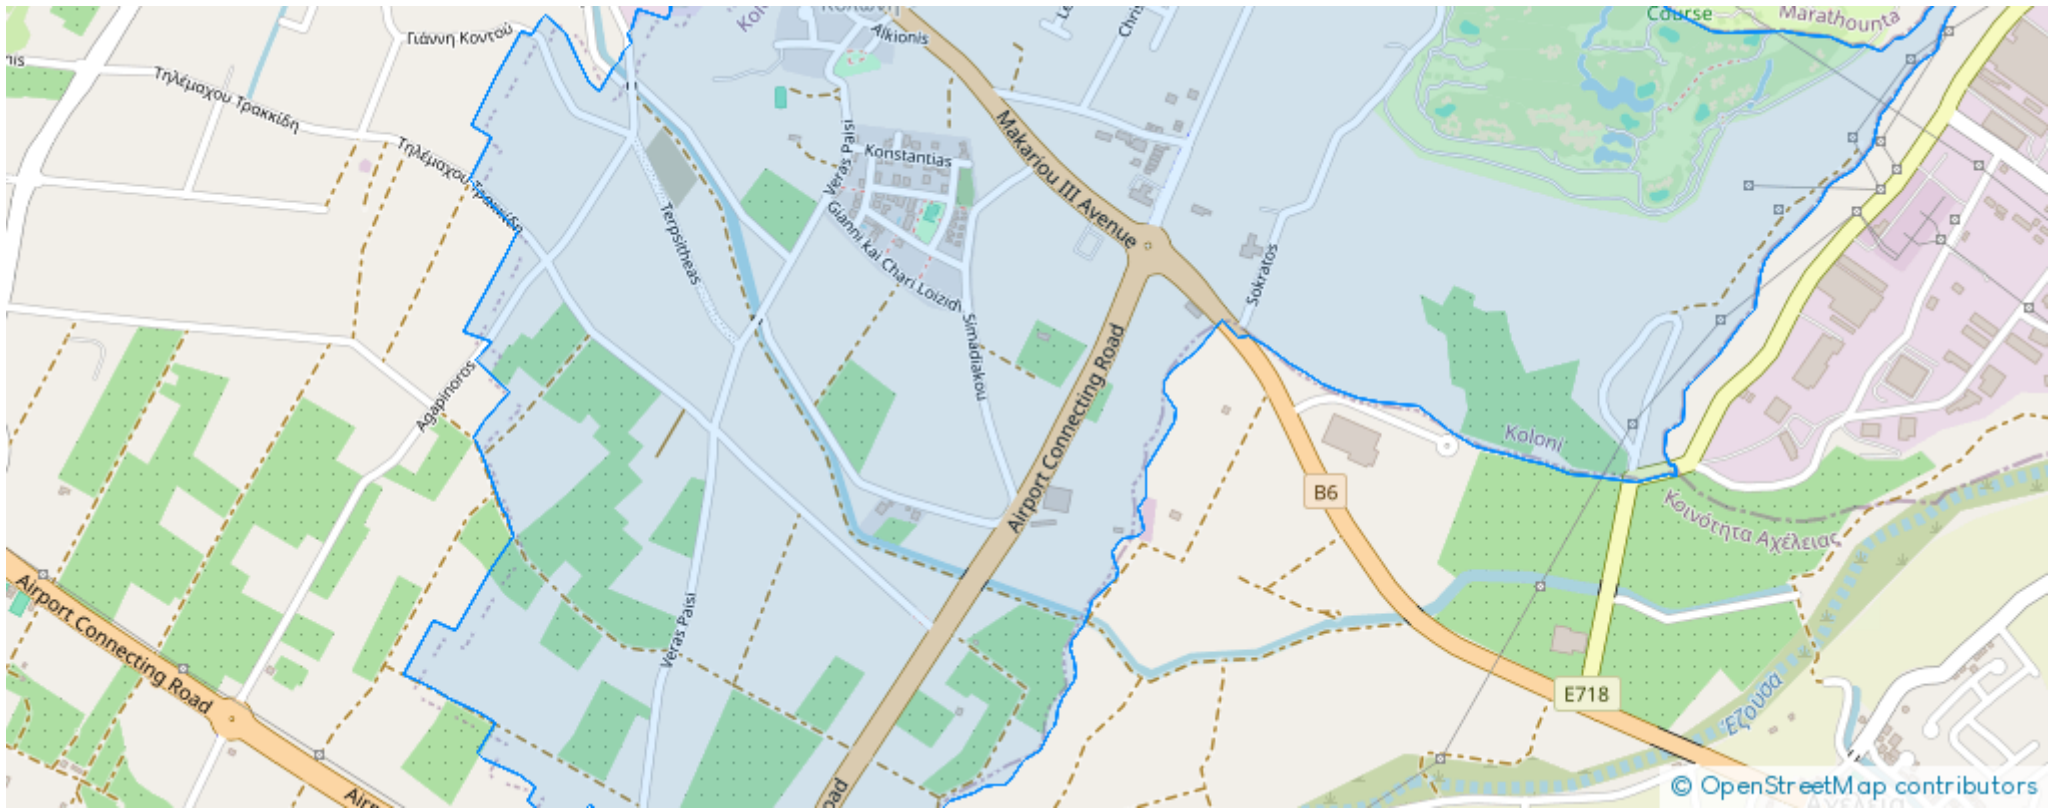 Κολώνη
Course
Marathounta
Γιάννη Κοντού
Alkionis
nis
Τηλέμαχου Τρακκίδη
Τηλέμαχου Τρακκίδη
Makariou III Avenue
Veras Paisi
Konstantias
Terpsitheas
Gianni kai Chari Loizidi
Sokratos
Simadiakou
Airport Connecting Road
Agapinoros
Koloni
B6
Κοινότητα Αχέλειας
Airport Connecting Road
Veras Paisi
E718
Έζουσα
© OpenStreetMap contributors